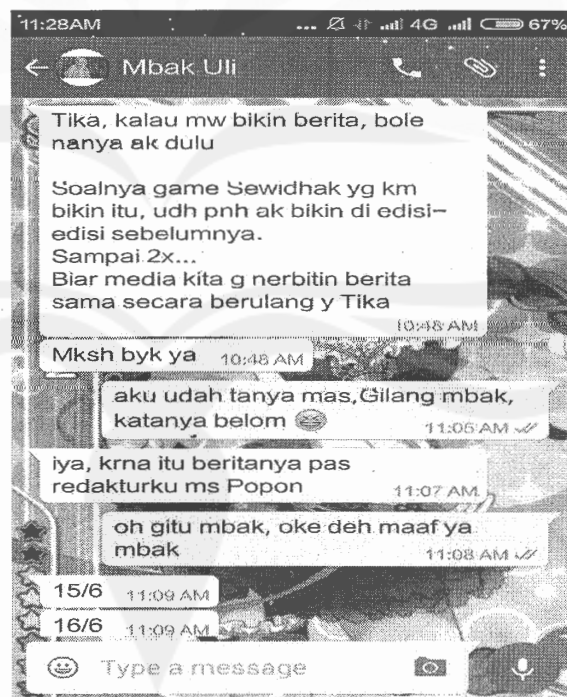 11:28AM ... 4G 67%
Mbak Uli
Tika, kalau mw bikin berita, bole
nanya ak dulu
Soalnya game Sewidhak yg km
bikin itu, udh pnh ak bikin di edisi-
edisi sebelumnya.
Sampai 2x...
Biar media kita g nerbitin berita
sama secara berulang y Tika
10:48 AM
Mksh byk ya 10:48 AM
aku udah tanya mas,Gilang mbak,
katanya belom 11:05 AM
iya, krna itu beritanya pas
redakturku ms Popon 11:07 AM
oh gitu mbak, oke deh maaf ya
mbak 11:08 AM
15/6 11:09 AM
16/6 11:09 AM
Type a message